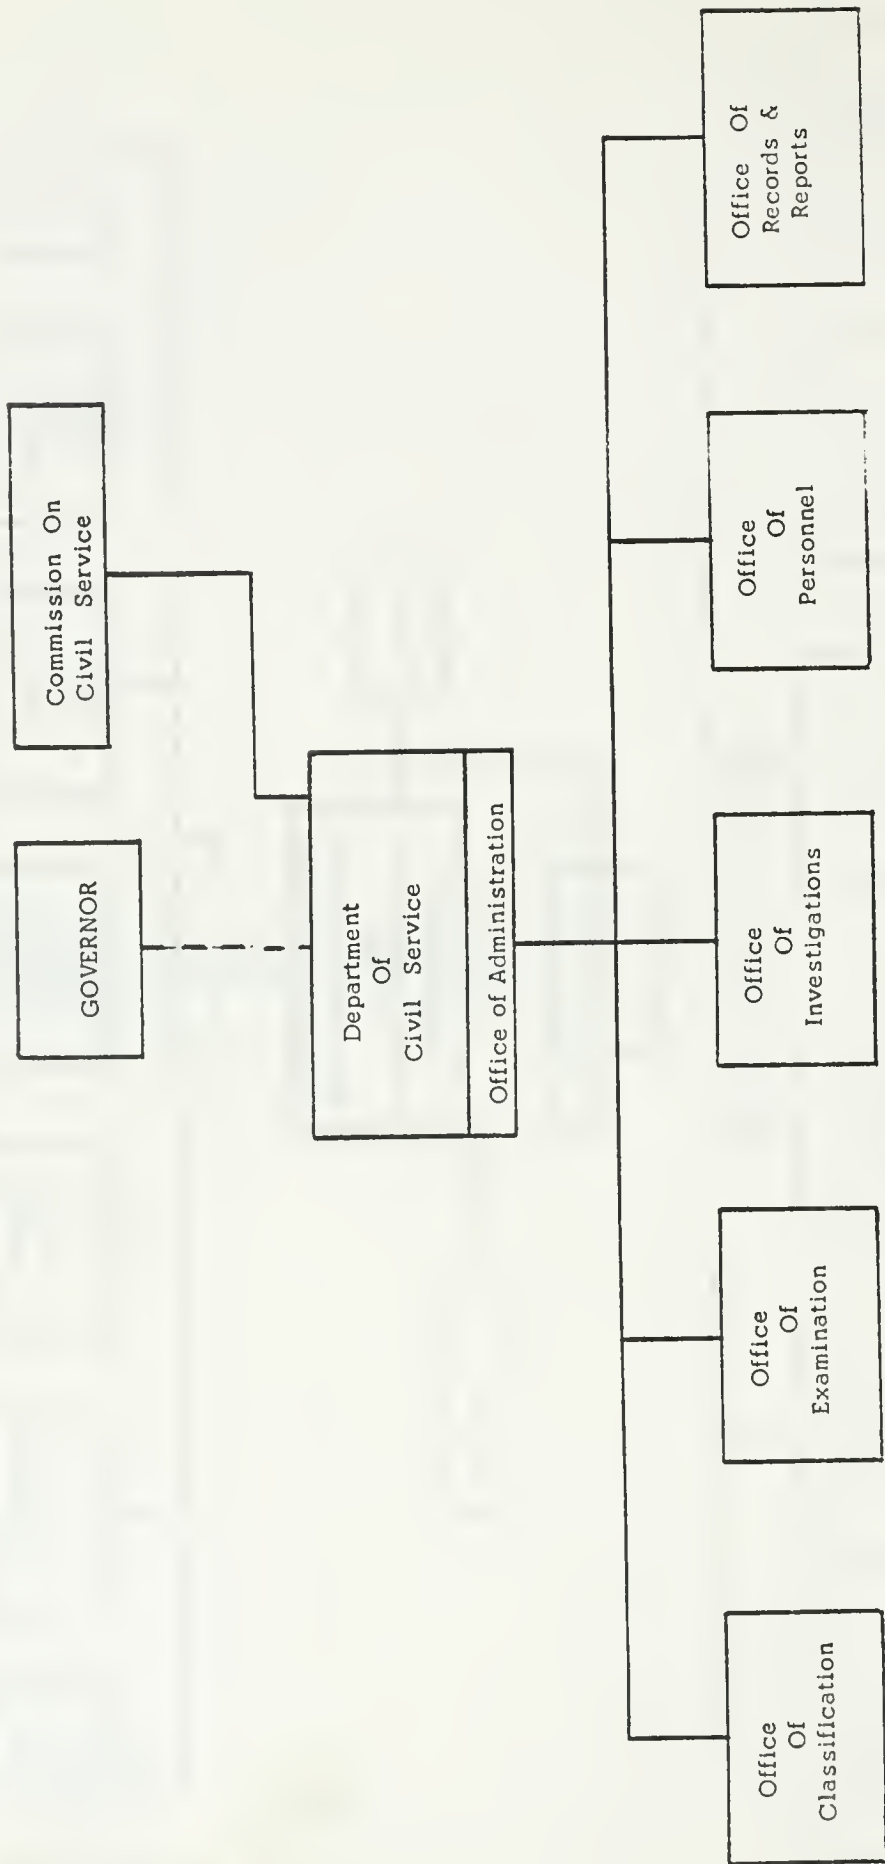 GOVERNOR
Commission On
Civil Service
Department
Of
Civil Service
Office of Administration
Office
Of
Classification
Office
Of
Examination
Office
Of
Investigations
Office
Of
Personnel
Office Of
Records &
Reports